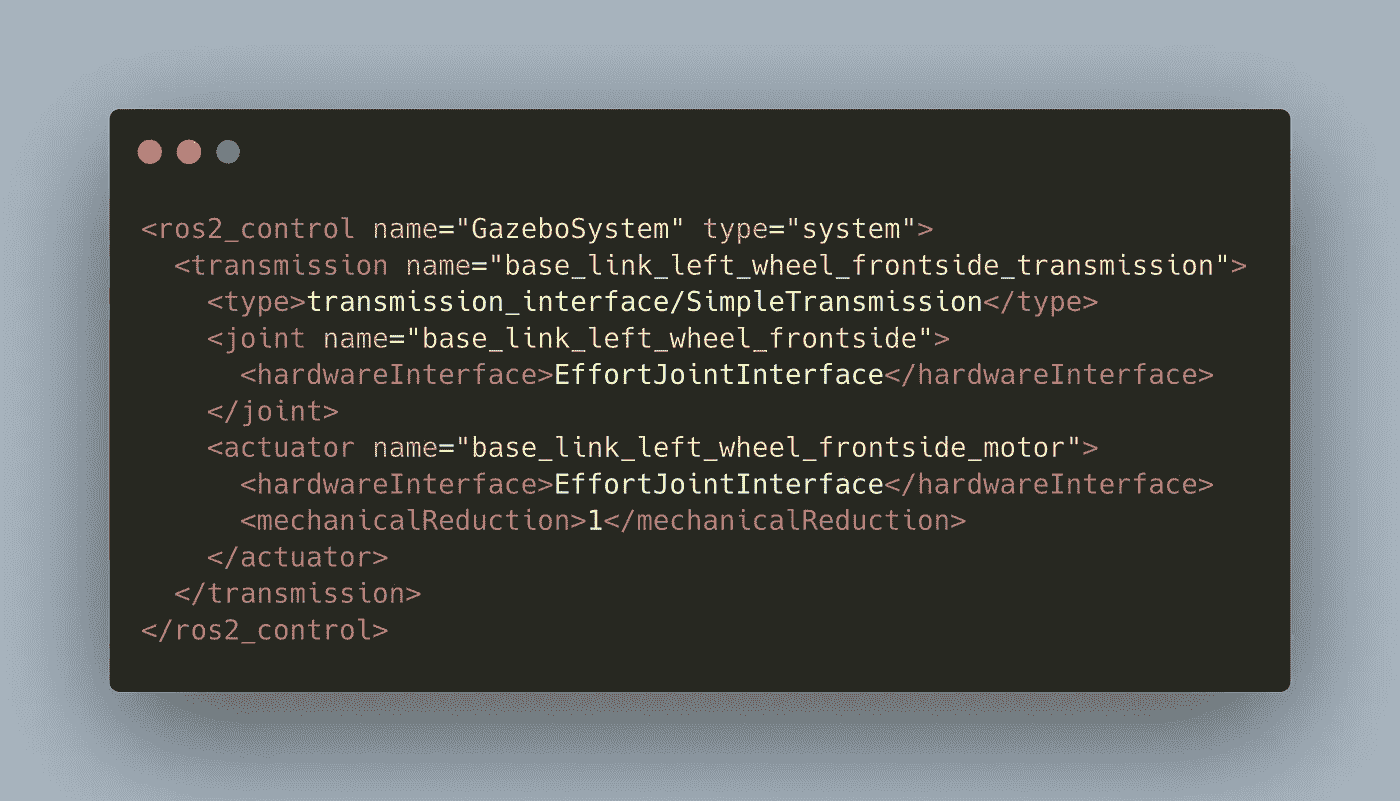 <ros2_control name="GazeboSystem" type="system">
  <transmission name="base_link_left_wheel_frontside_transmission">
    <type>transmission_interface/SimpleTransmission</type>
    <joint name="base_link_left_wheel_frontside">
      <hardwareInterface>EffortJointInterface</hardwareInterface>
    </joint>
    <actuator name="base_link_left_wheel_frontside_motor">
      <hardwareInterface>EffortJointInterface</hardwareInterface>
      <mechanicalReduction>1</mechanicalReduction>
    </actuator>
  </transmission>
</ros2_control>